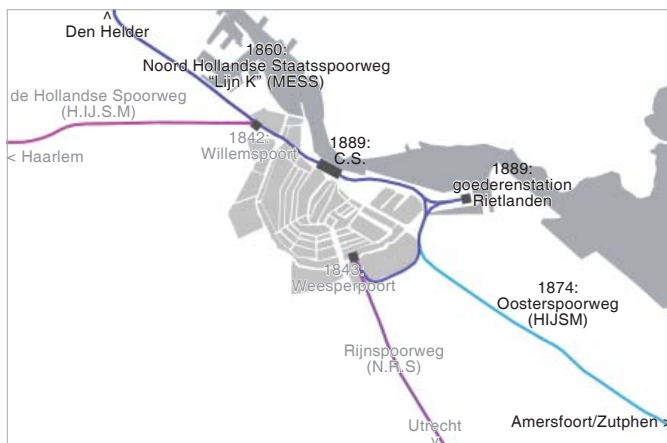 ^
Den Helder
1860:
Noord Hollandse Staatsspoorweg
“Lijn K” (MESS)
de Hollandse Spoorweg
(H.IJ.S.M)
< Haarlem
1842:
Willemspoort
1889:
C.S.
1889:
goederenstation
Rietlanden
1843:
Weesperpoort
1874:
Oosterspoorweg
(HIJSM)
Rijnspoorweg
(N.R.S)
Utrecht
v
Amersfoort/Zutphen >